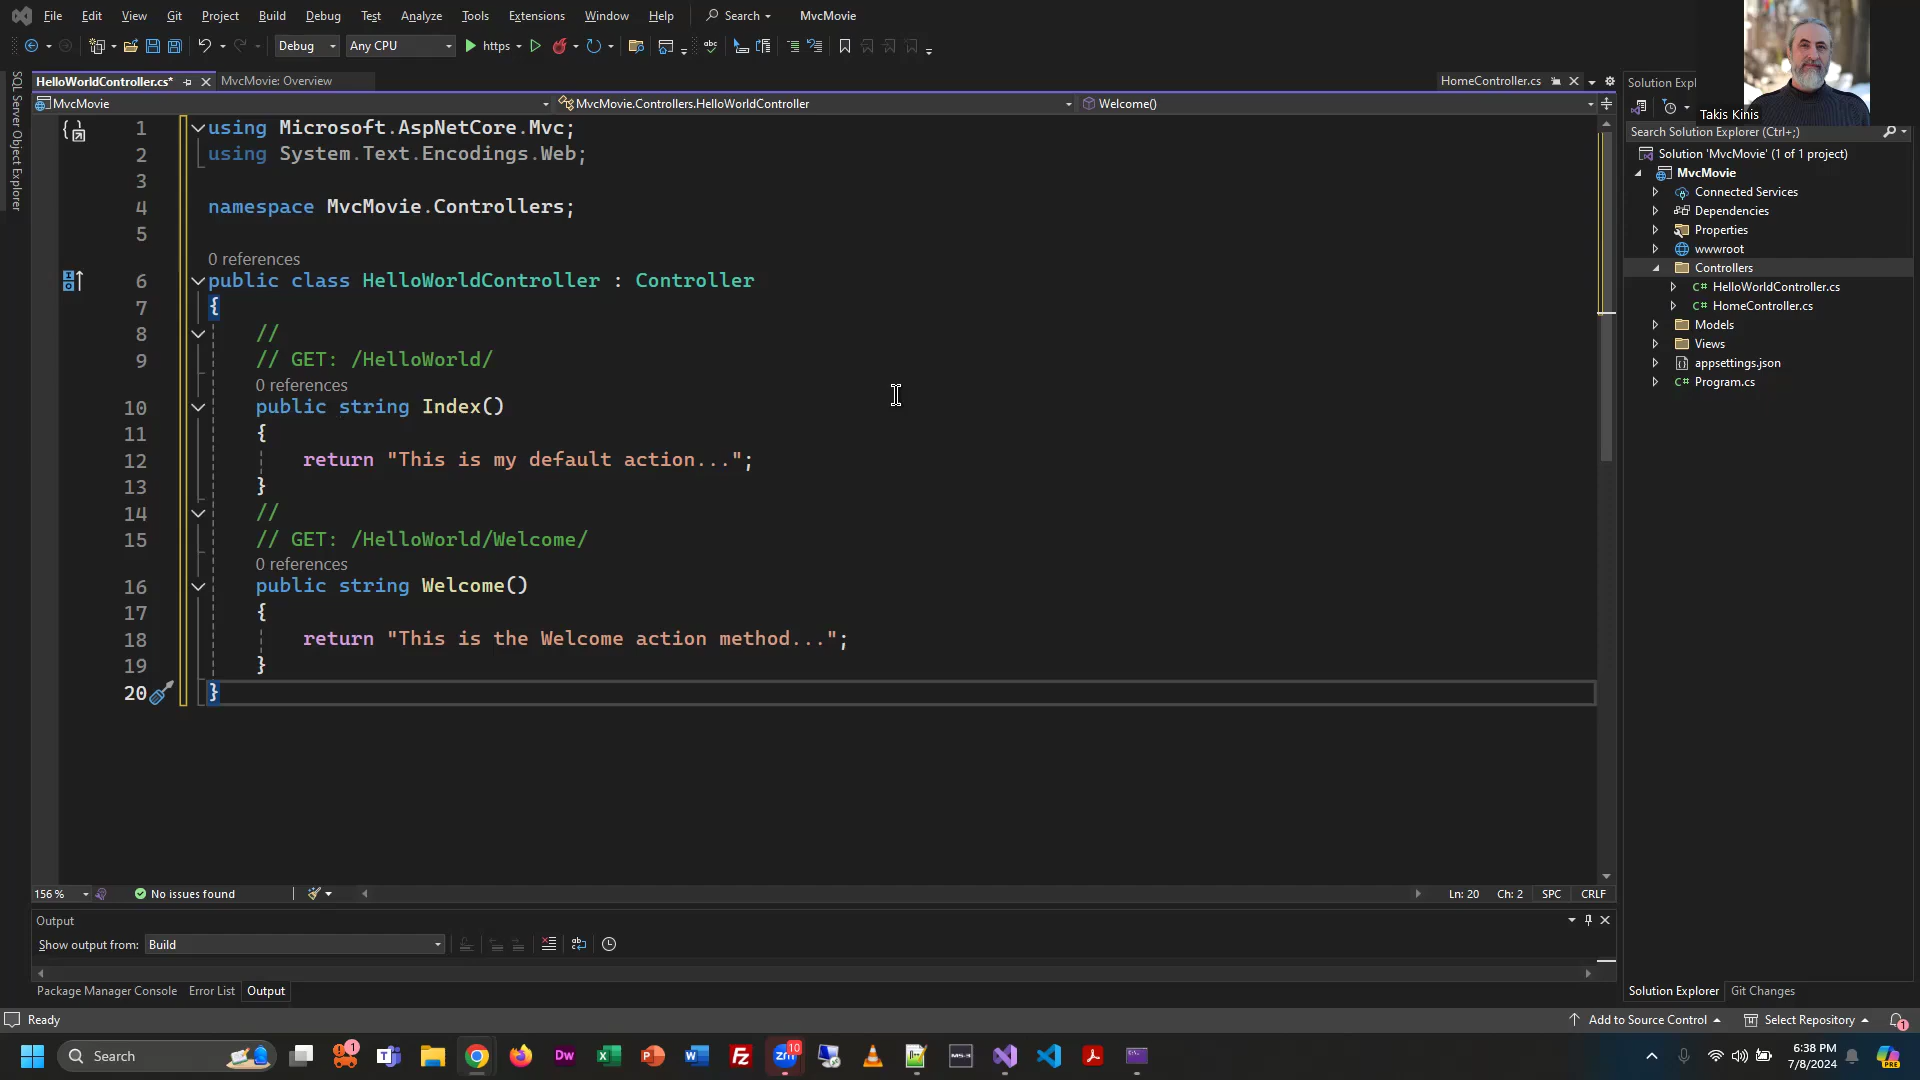 File Edit View Git Project Build Debug Test Analyze Tools Extensions Window Help Search MvcMovie
Debug Any CPU https
HelloWorldController.cs* MvcMovie: Overview HomeController.cs Solution Expl
Takis Kinis
MvcMovie MvcMovie.Controllers.HelloWorldController Welcome()
SQL Server Object Explorer
1 using Microsoft.AspNetCore.Mvc;
2 using System.Text.Encodings.Web;
3
4 namespace MvcMovie.Controllers;
5
0 references
6 public class HelloWorldController : Controller
7 {
8 //
9 // GET: /HelloWorld/
0 references
10 public string Index()
11 {
12 return "This is my default action...";
13 }
14 //
15 // GET: /HelloWorld/Welcome/
0 references
16 public string Welcome()
17 {
18 return "This is the Welcome action method...";
19 }
20 }
Search Solution Explorer (Ctrl+;)
Solution 'MvcMovie' (1 of 1 project)
MvcMovie
Connected Services
Dependencies
Properties
wwwroot
Controllers
C# HelloWorldController.cs
C# HomeController.cs
Models
Views
appsettings.json
C# Program.cs
156 % No issues found Ln: 20 Ch: 2 SPC CRLF
Output
Show output from: Build
Package Manager Console Error List Output
Solution Explorer Git Changes
Ready Add to Source Control Select Repository 1
Search 1 10
6:38 PM
7/8/2024